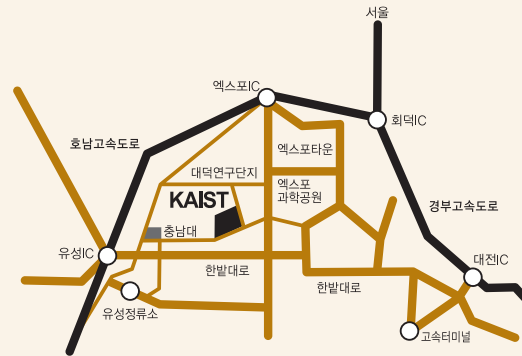 서울
엑스포IC
회덕IC
호남고속도로
엑스포타운
대덕연구단지
엑스포
과학공원
KAIST
경부고속도로
충남대
유성IC
한밭대로
대전IC
한밭대로
유성정류소
고속터미널